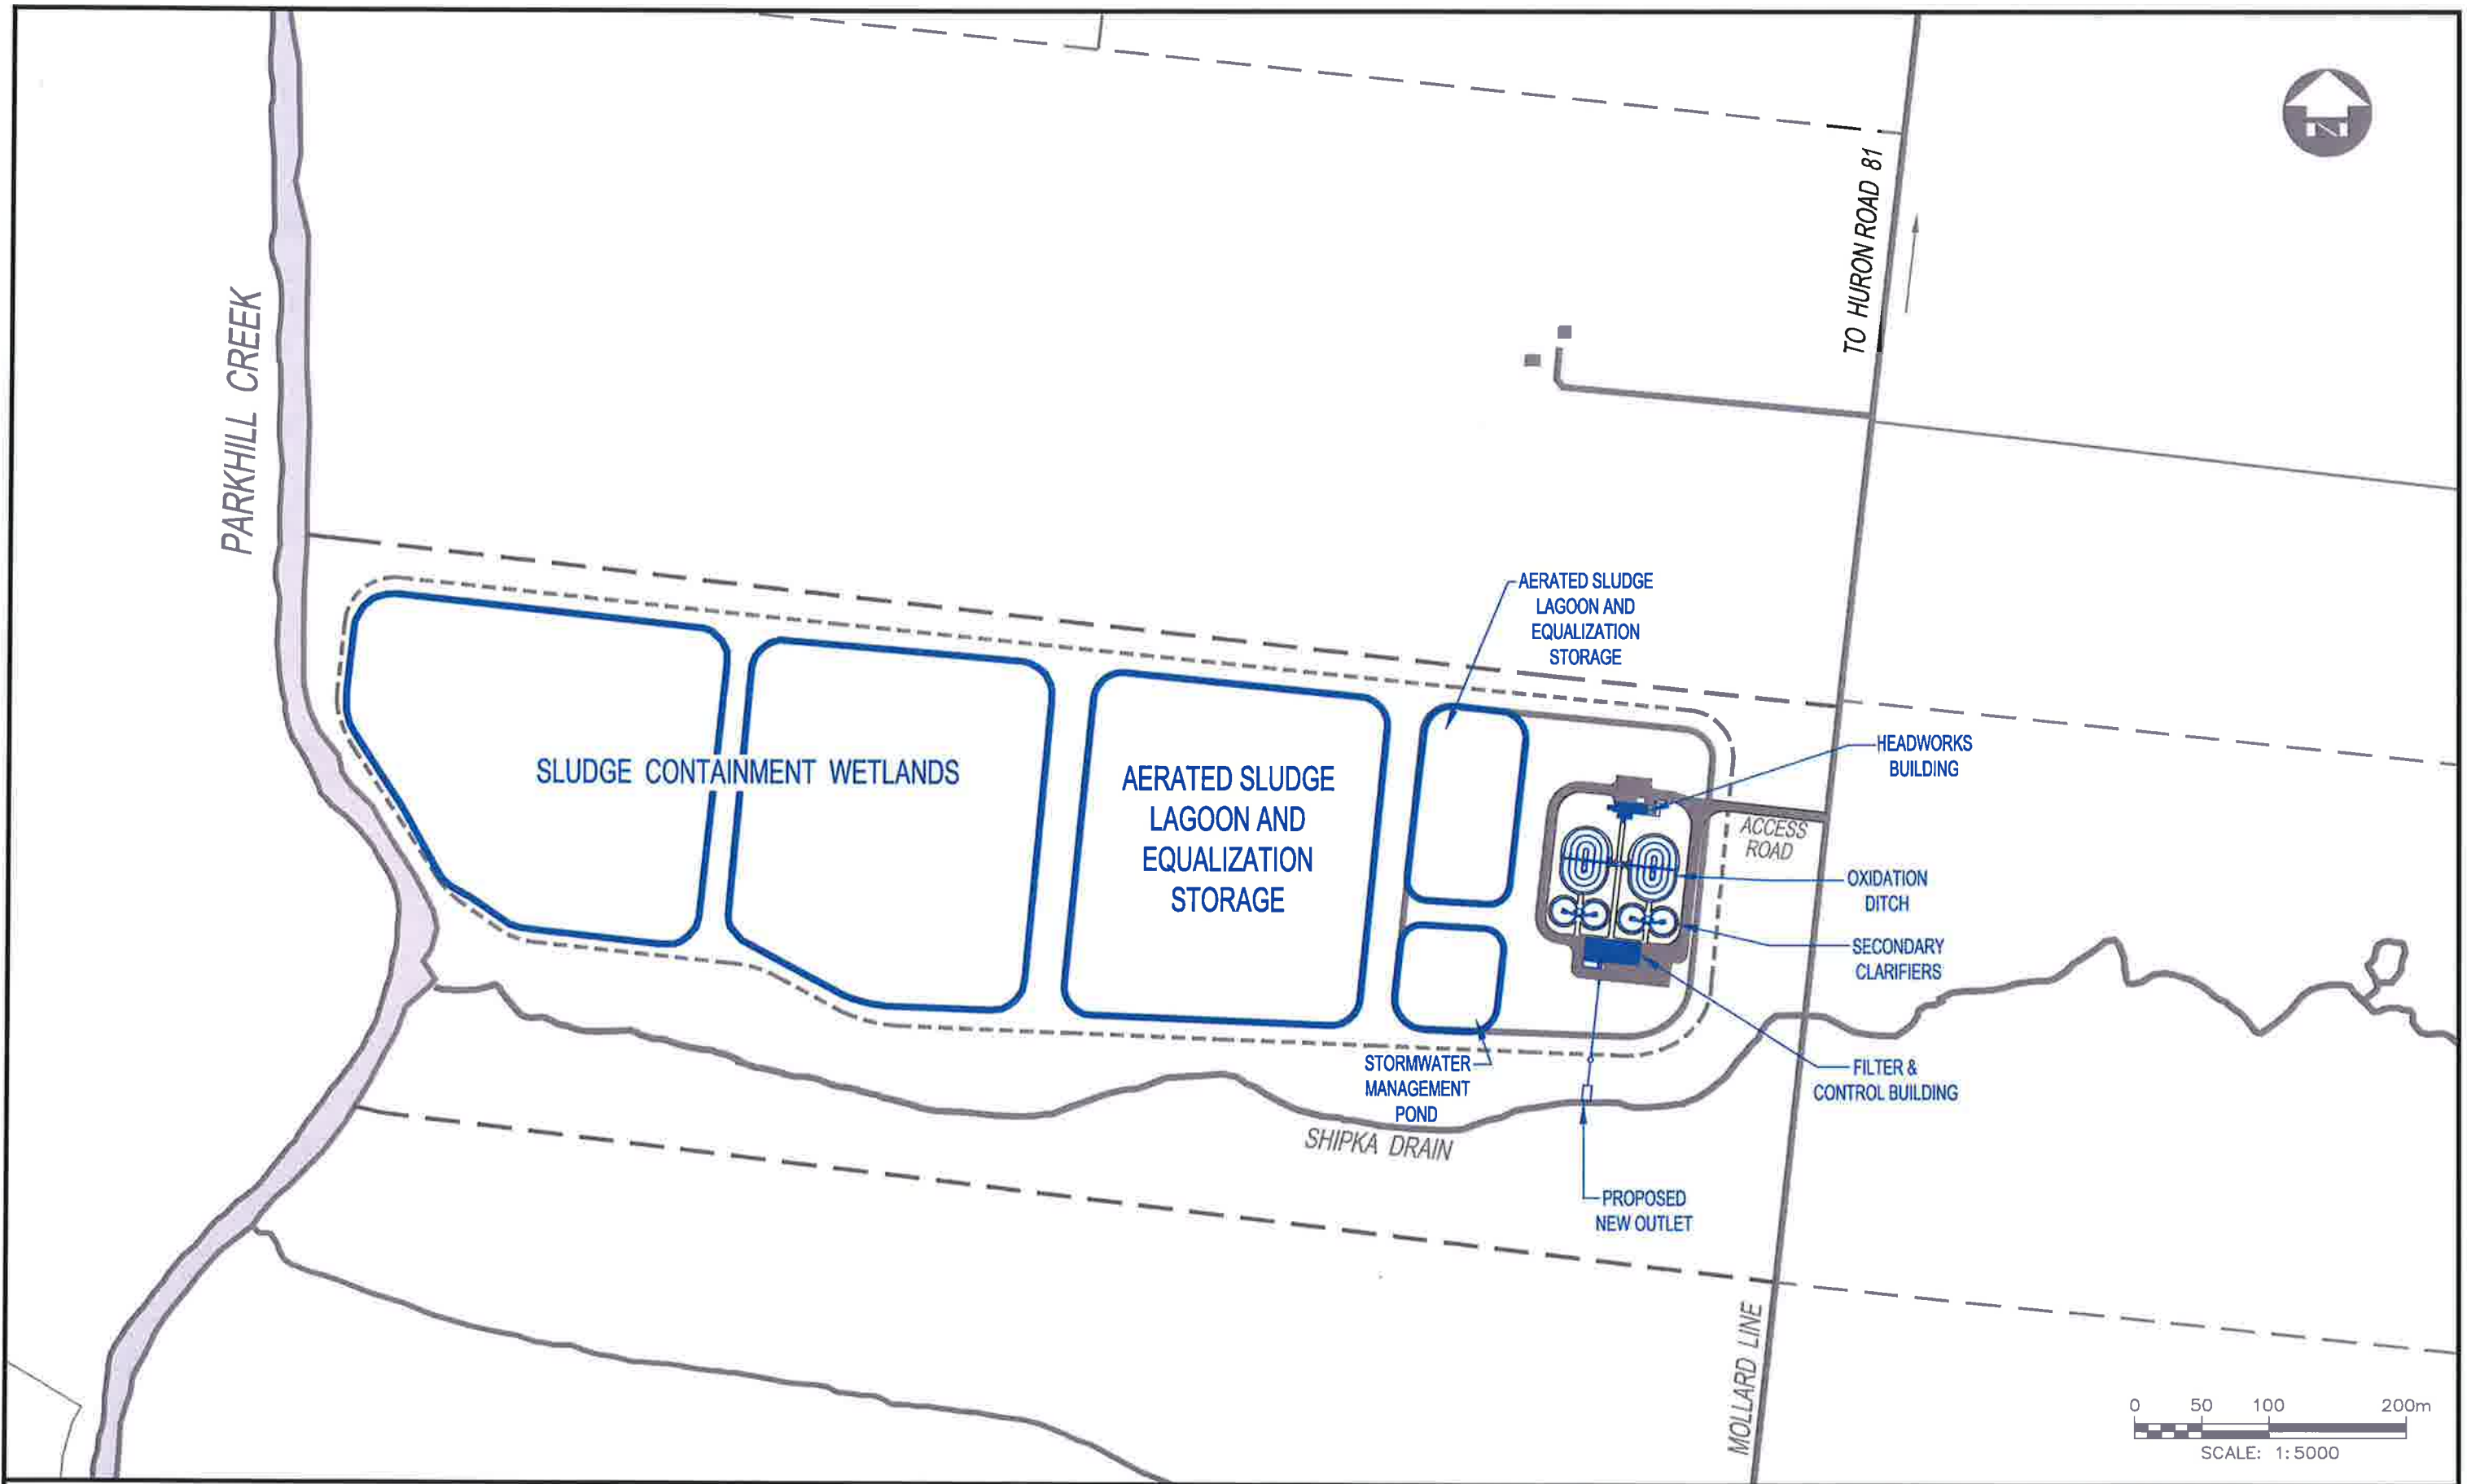 TO HURON ROAD 81
PARKHILL CREEK
AERATED SLUDGE
LAGOON AND
EQUALIZATION
STORAGE
HEADWORKS
BUILDING
SLUDGE CONTAINMENT WETLANDS
AERATED SLUDGE
LAGOON AND
EQUALIZATION
STORAGE
ACCESS
ROAD
OXIDATION
DITCH
SECONDARY
CLARIFIERS
STORMWATER
MANAGEMENT
POND
FILTER &
CONTROL BUILDING
SHIPKA DRAIN
PROPOSED
NEW OUTLET
MOLLARD LINE
0 50 100 200m
SCALE: 1:5000
N